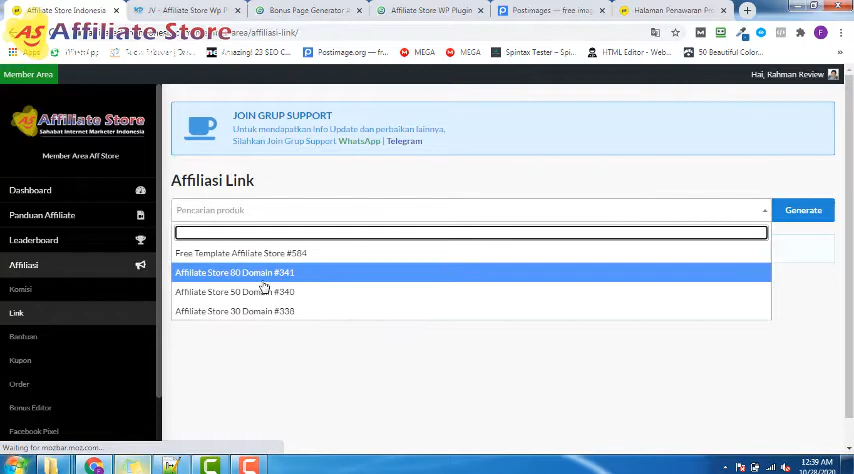 Affiliate Store Indonesia
JV - Affiliate Store Wp P
Bonus Page Generator A
Affiliate Store WP Plugin
Postimages — free imag
Halaman Penawaran Pro
Affiliate Store
area/affiliasi-link/
Apps
Amazing! 23 SEO C...
Postimage.org — fr...
MEGA
MEGA
Spintax Tester – Spi...
HTML Editor - Web...
50 Beautiful Color...
Member Area
Hai, Rahman Review
Affiliate Store
Sahabat Internet Marketer Indonesia
Member Area Aff Store
Dashboard
Panduan Affiliate
Leaderboard
Affiliasi
Komisi
Link
Bantuan
Kupon
Order
Bonus Editor
Facebook Pixel
JOIN GRUP SUPPORT
Untuk mendapatkan Info Update dan perbaikan lainnya,
Silahkan Join Grup Support WhatsApp | Telegram
Affiliasi Link
Pencarian produk
Generate
Free Template Affiliate Store #584
Affiliate Store 80 Domain #341
Affiliate Store 50 Domain #340
Affiliate Store 30 Domain #338
Waiting for mozbar.moz.com...
12:39 AM
10/28/2020